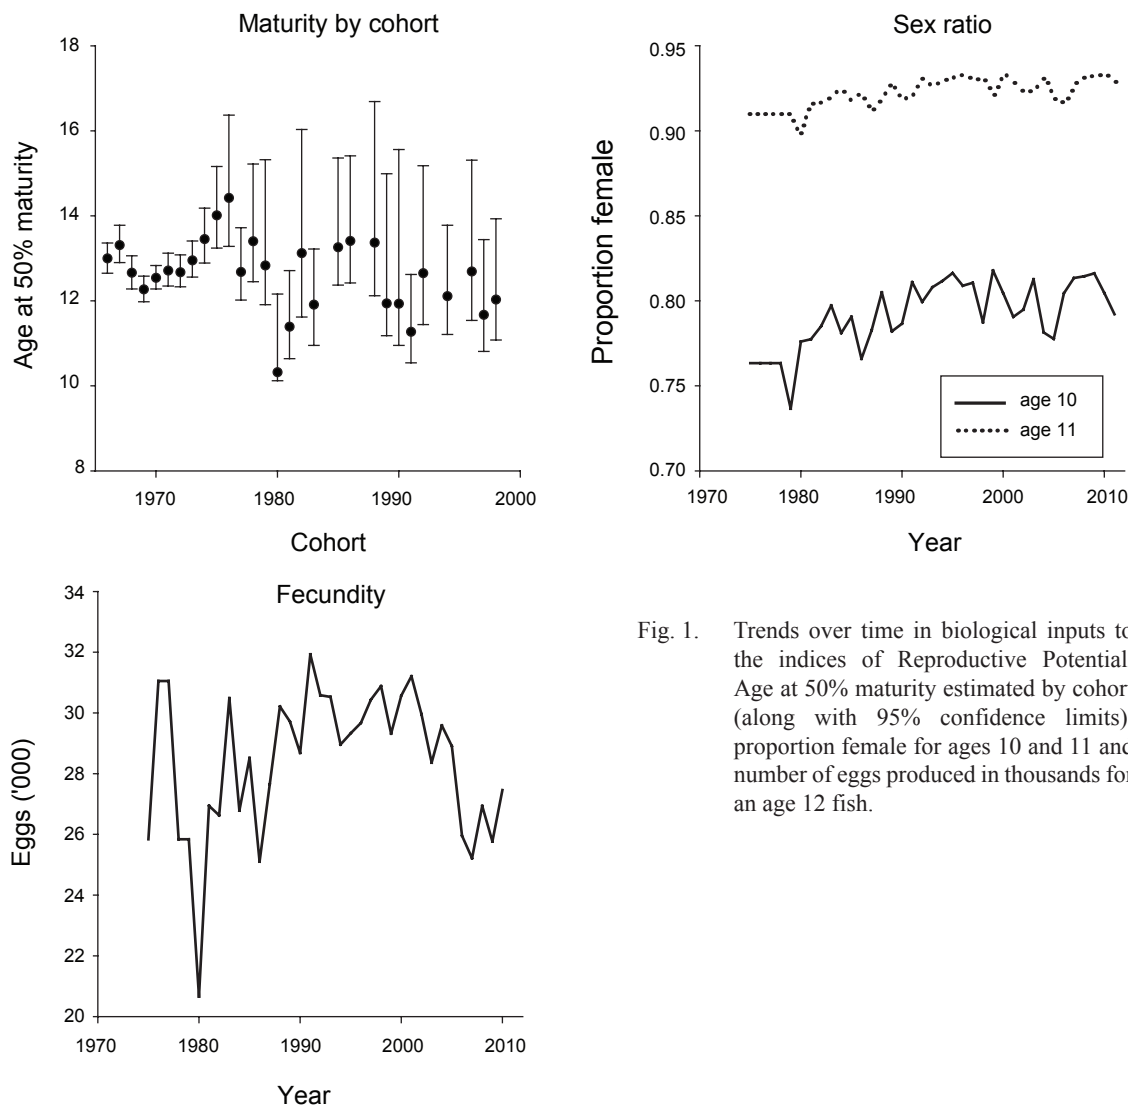 Maturity by cohort
18
16
14
12
10
8
Age at 50% maturity
1970
1980
1990
2000
Cohort
Sex ratio
0.95
0.90
0.85
0.80
0.75
0.70
Proportion female
age 10
age 11
1970
1980
1990
2000
2010
Year
Fecundity
34
32
30
28
26
24
22
20
Eggs ('000)
1970
1980
1990
2000
2010
Year
Fig. 1. Trends over time in biological inputs to
the indices of Reproductive Potential
Age at 50% maturity estimated by cohort
(along with 95% confidence limits)
proportion female for ages 10 and 11 and
number of eggs produced in thousands for
an age 12 fish.